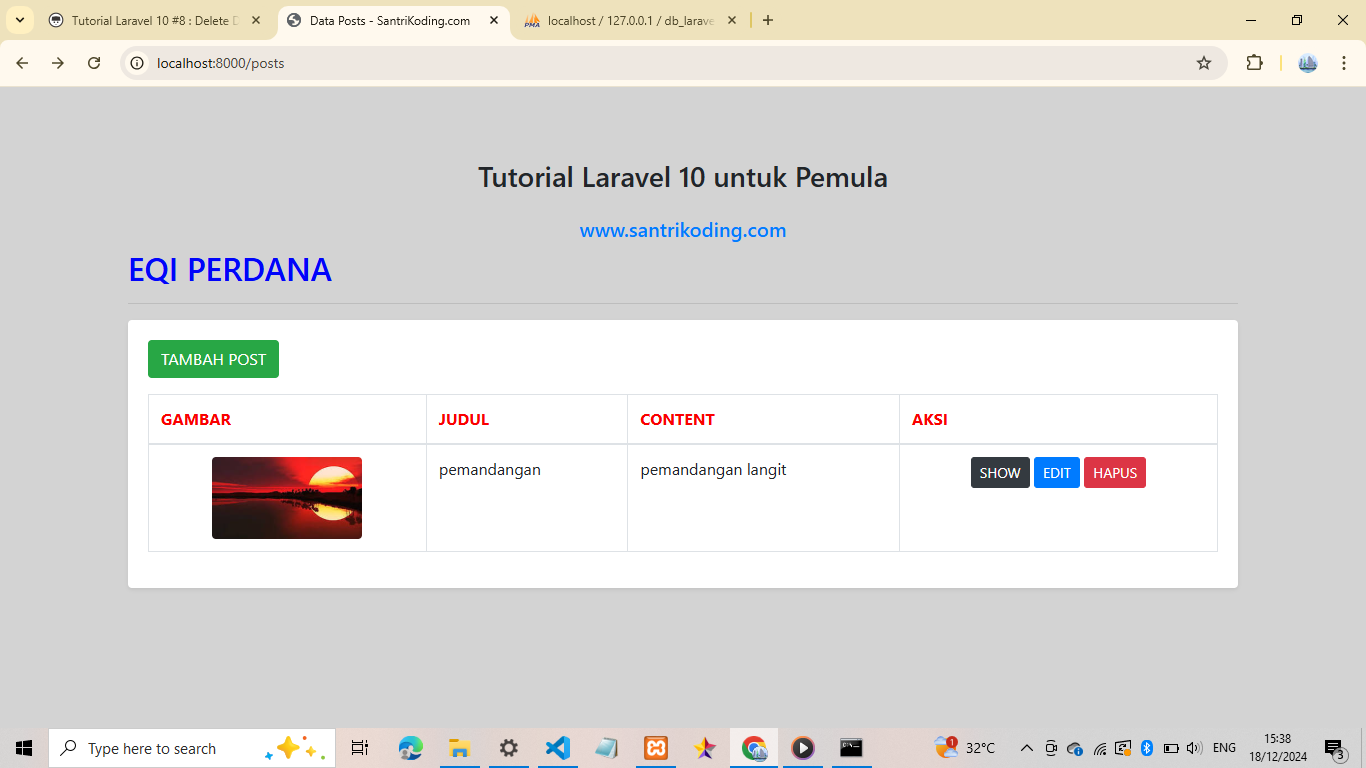 Tutorial Laravel 10 #8 : Delete D
Data Posts - SantriKoding.com
PMA
localhost / 127.0.0.1 / db_larave
localhost:8000/posts
Tutorial Laravel 10 untuk Pemula
www.santrikoding.com
EQI PERDANA
TAMBAH POST
GAMBAR JUDUL CONTENT AKSI
pemandangan pemandangan langit SHOW EDIT HAPUS
Type here to search
1
32°C
ENG
15:38
18/12/2024
3